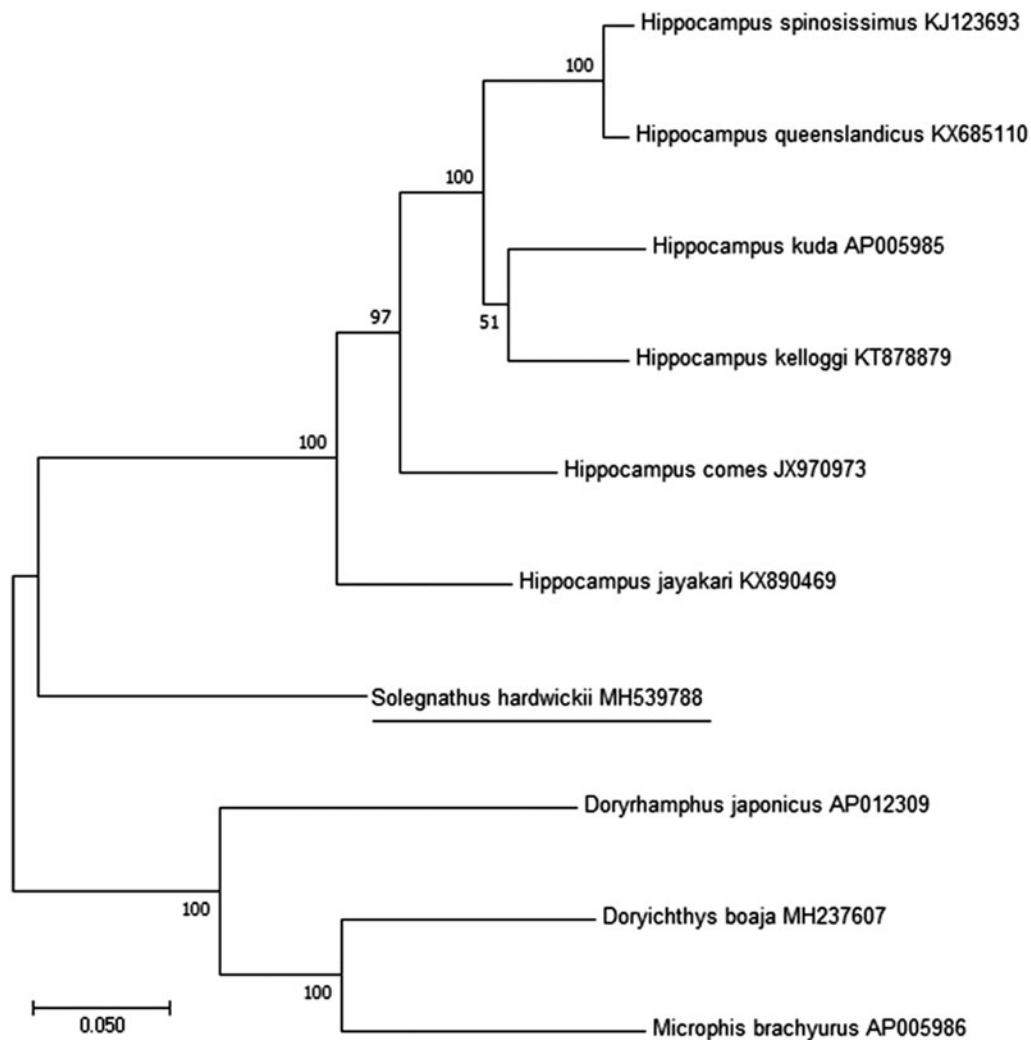 Hippocampus spinosissimus KJ123693
100
Hippocampus queenslandicus KX685110
100
Hippocampus kuda AP005985
97
51
Hippocampus kelloggi KT878879
100
Hippocampus comes JX970973
Hippocampus jayakari KX890469
Solegnathus hardwickii MH539788
Doryrhamphus japonicus AP012309
100
Doryichthys boaja MH237607
100
0.050
Microphis brachyurus AP005986